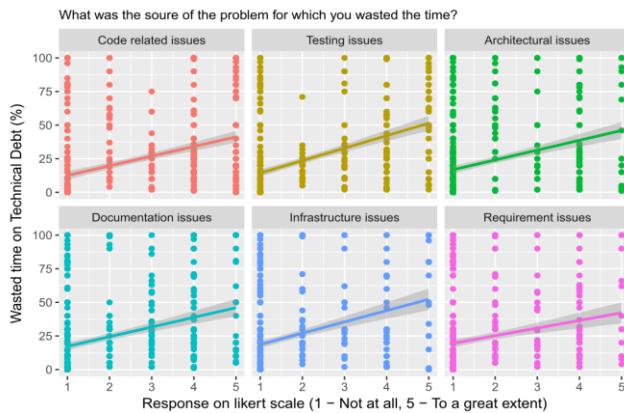 What was the soure of the problem for which you wasted the time?
Code related issues
Testing issues
Architectural issues
100
75
50
25
0
Documentation issues
Infrastructure issues
Requirement issues
100
75
50
25
0
1 2 3 4 5
1 2 3 4 5
1 2 3 4 5
Wasted time on Technical Debt (%)
Response on likert scale (1 − Not at all, 5 − To a great extent)